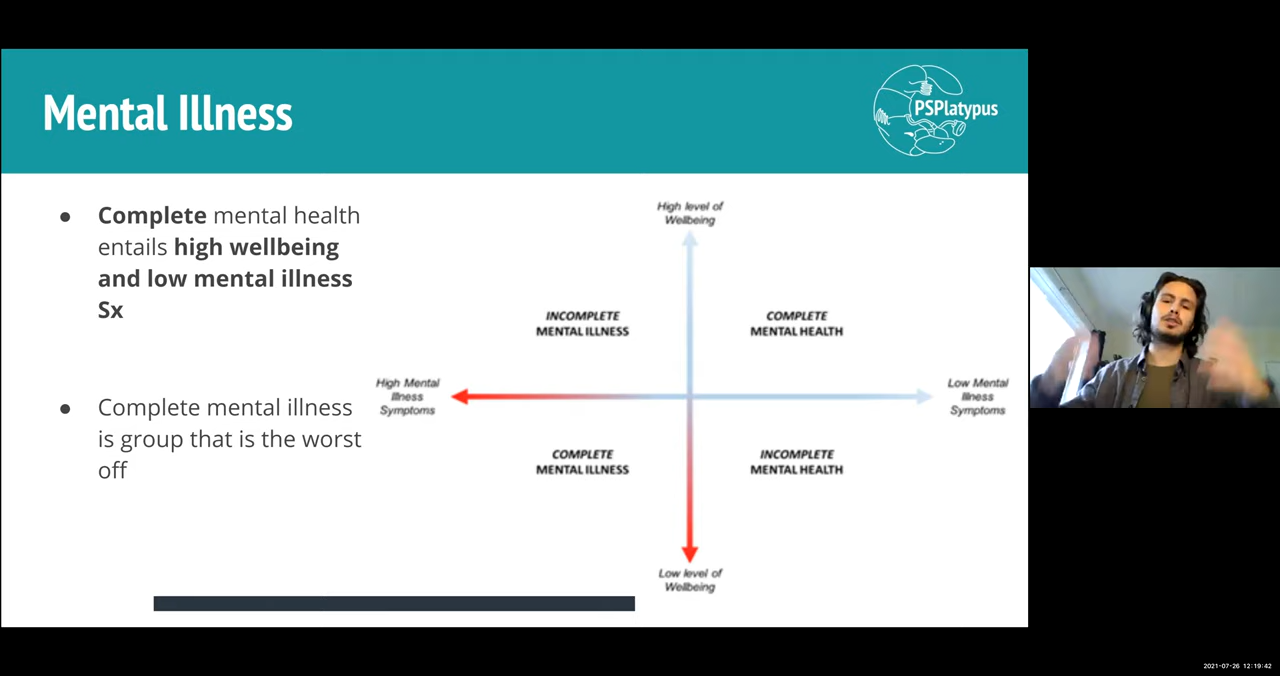 Mental Illness
PSPlatypus
● Complete mental health
entails high wellbeing
and low mental illness
Sx
● Complete mental illness
is group that is the worst
off
High level of
Wellbeing
INCOMPLETE
MENTAL ILLNESS
COMPLETE
MENTAL HEALTH
High Mental
Illness
Symptoms
Low Mental
Illness
Symptoms
COMPLETE
MENTAL ILLNESS
INCOMPLETE
MENTAL HEALTH
Low level of
Wellbeing
2021-07-26 12:19:42